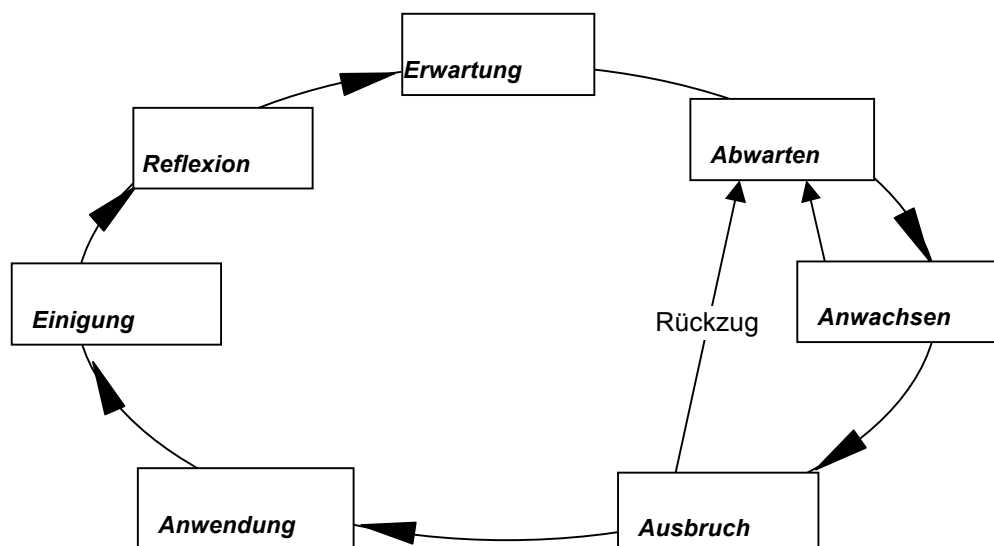 Erwartung
Abwarten
Reflexion
Einigung
Anwachsen
Rückzug
Anwendung
Ausbruch